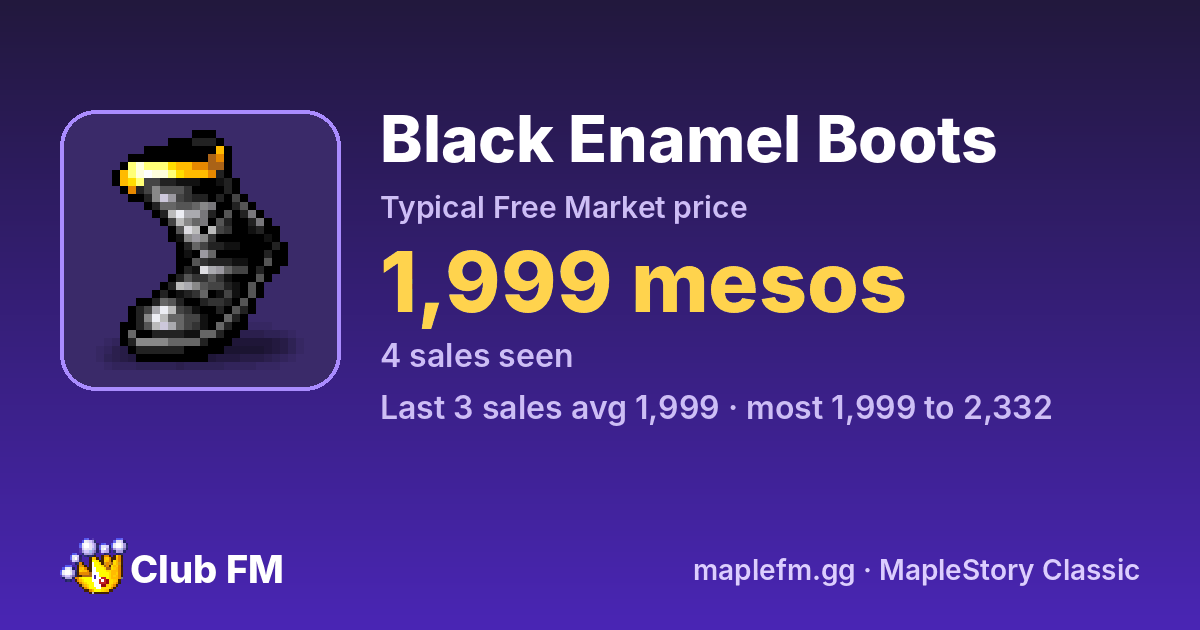 Black Enamel Boots
Typical Free Market price
1,999 mesos
4 sales seen
Last 3 sales avg 1,999 · most 1,999 to 2,332
Club FM
maplefm.gg · MapleStory Classic